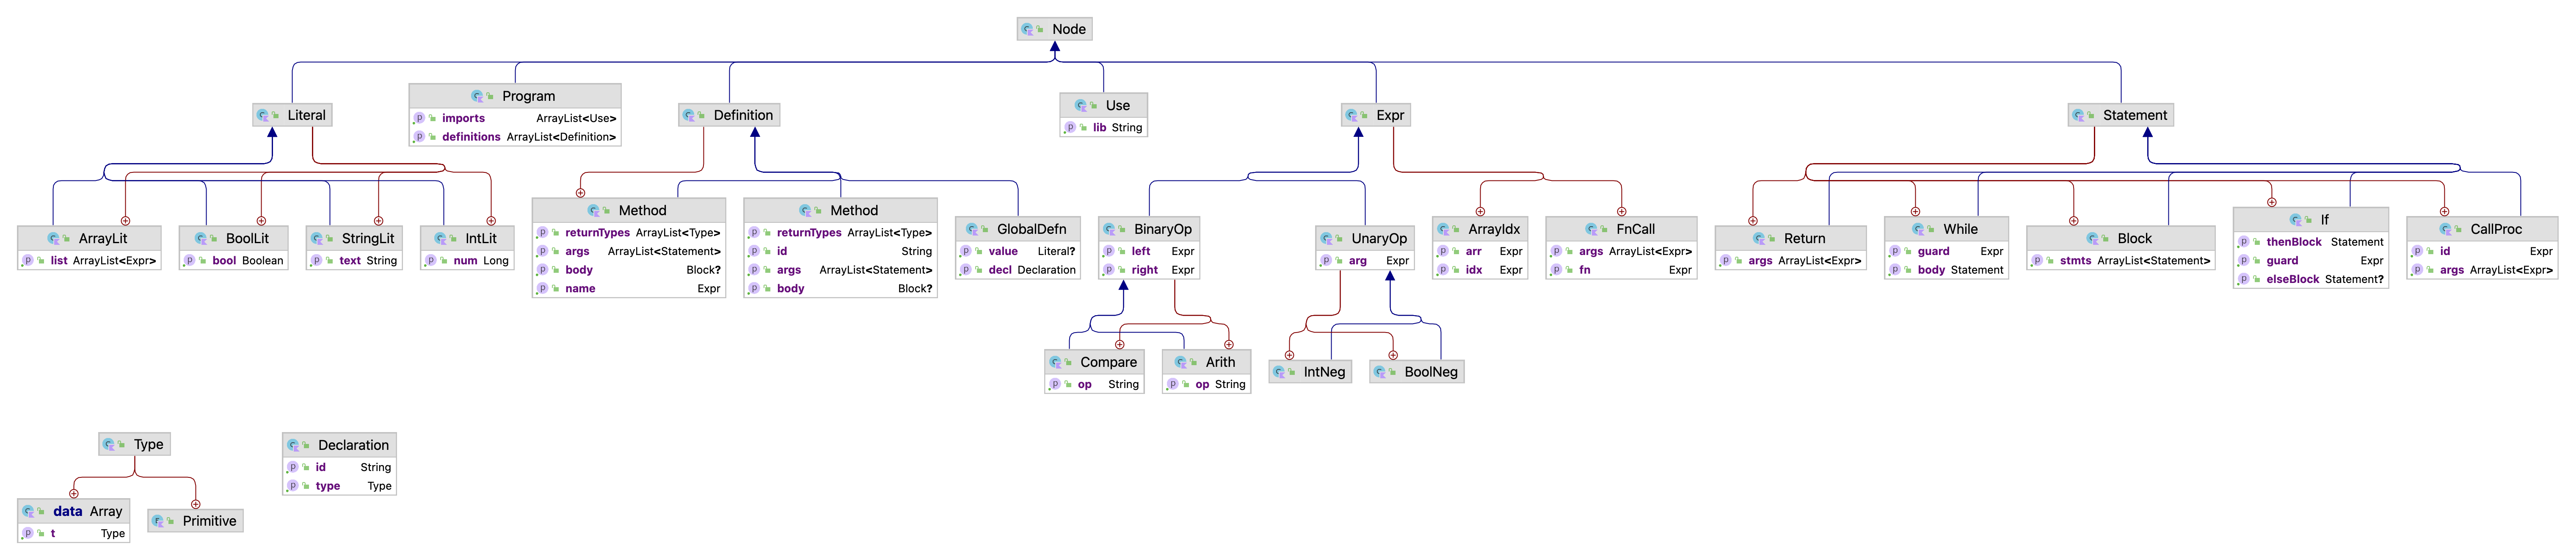 Node
Literal
Program
imports ArrayList<Use>
definitions ArrayList<Definition>
Definition
Use
lib String
Expr
Statement
ArrayLit
list ArrayList<Expr>
BoolLit
bool Boolean
StringLit
text String
IntLit
num Long
Method
returnTypes ArrayList<Type>
args ArrayList<Statement>
body Block?
name Expr
Method
returnTypes ArrayList<Type>
id String
args ArrayList<Statement>
body Block?
GlobalDefn
value Literal?
decl Declaration
BinaryOp
left Expr
right Expr
UnaryOp
arg Expr
ArrayIdx
arr Expr
idx Expr
FnCall
args ArrayList<Expr>
fn Expr
Return
args ArrayList<Expr>
While
guard Expr
body Statement
Block
stmts ArrayList<Statement>
If
thenBlock Statement
guard Expr
elseBlock Statement?
CallProc
id Expr
args ArrayList<Expr>
Compare
op String
Arith
op String
IntNeg
BoolNeg
Type
Declaration
id String
type Type
data Array
t Type
Primitive